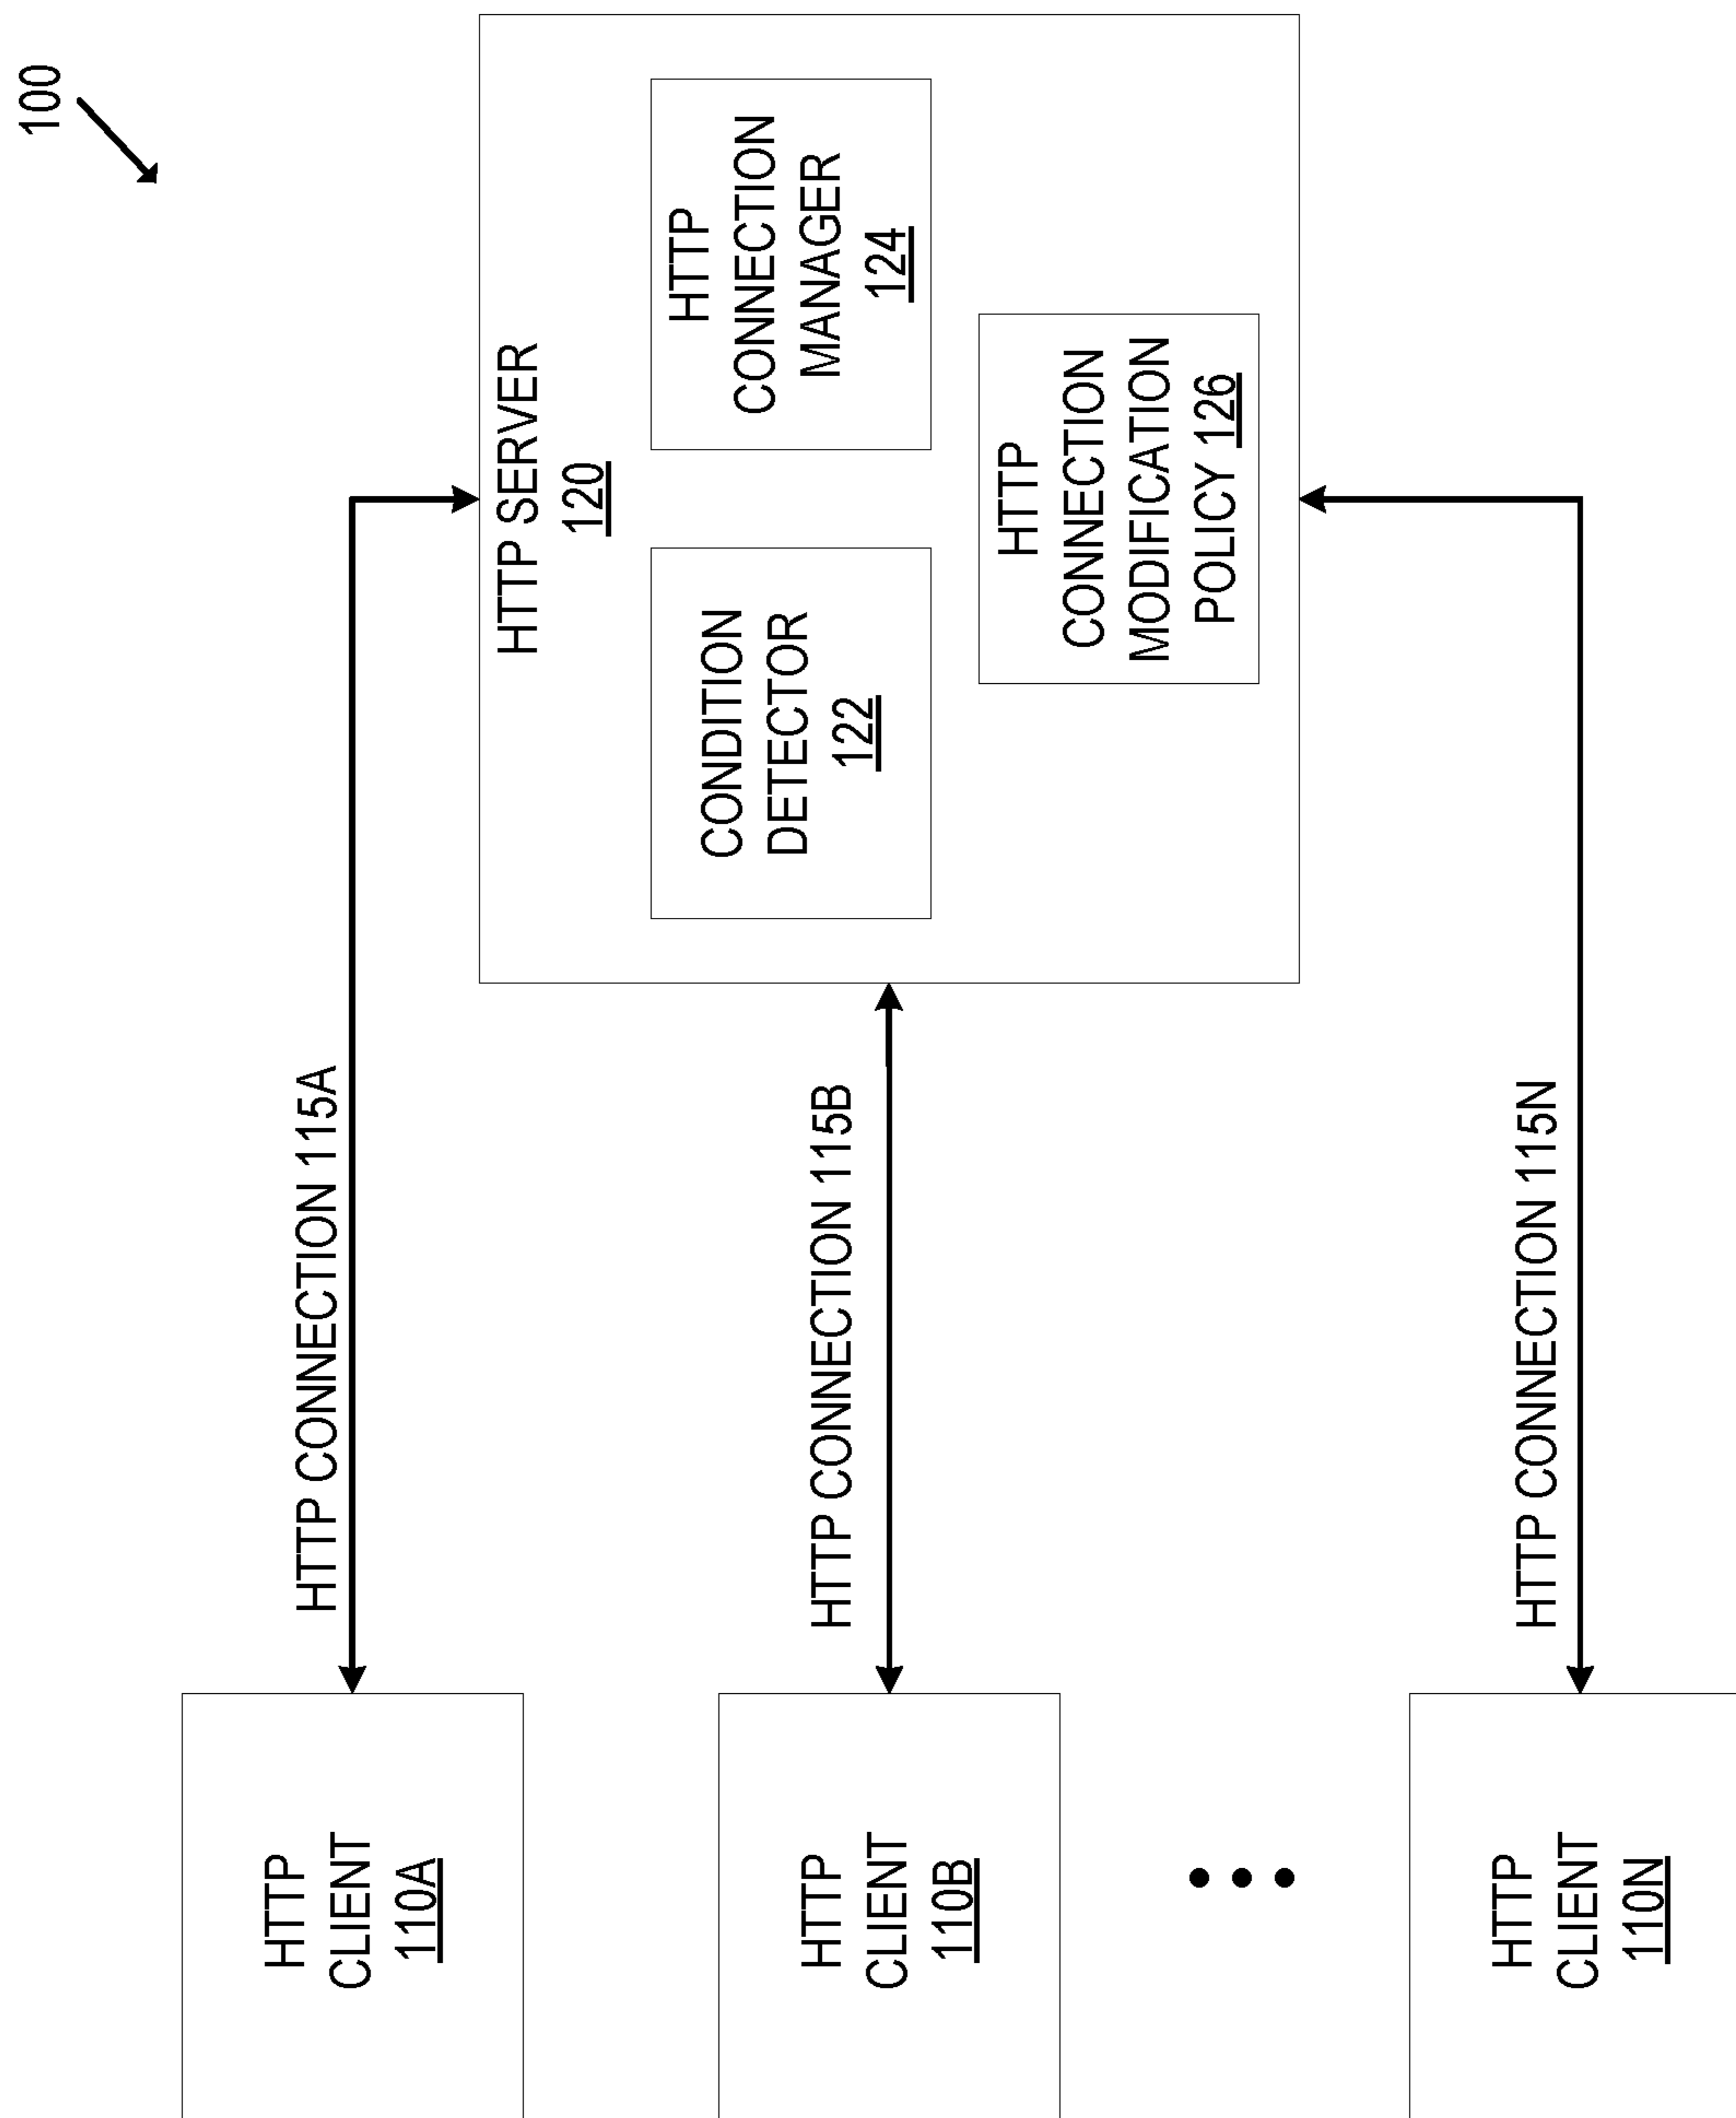 100
HTTP
CLIENT
110A
HTTP CONNECTION 115A
HTTP SERVER
120
CONDITION
DETECTOR
122
HTTP
CONNECTION
MANAGER
124
HTTP
CLIENT
110B
HTTP CONNECTION 115B
HTTP
CONNECTION
MODIFICATION
POLICY 126
HTTP
CLIENT
110N
HTTP CONNECTION 115N